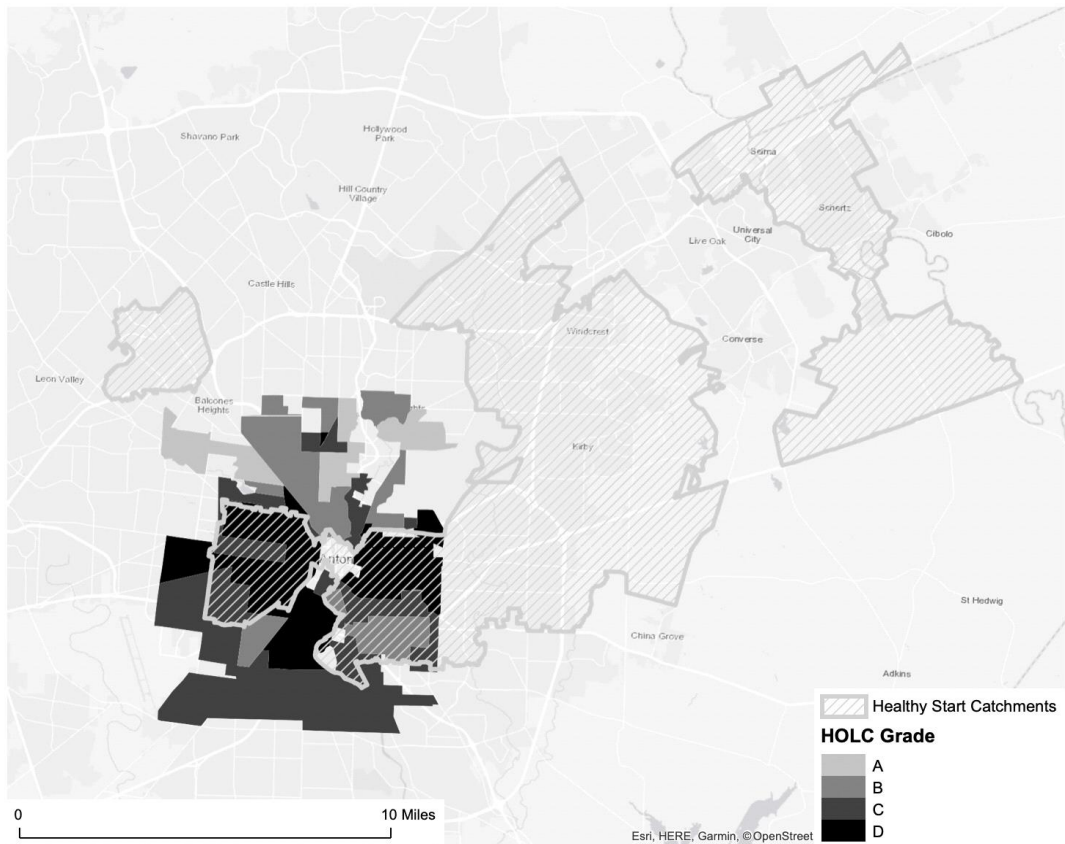 Shavano Park
Hollywood
Park
Hill Country
Village
Selma
Schertz
Universal
City
Live Oak
Cibolo
Castle Hills
Windcrest
Converse
Leon Valley
Balcones
Heights
Kirby
St Hedwig
China Grove
Adkins
Healthy Start Catchments
HOLC Grade
A
B
C
D
0
10 Miles
Esri, HERE, Garmin, © OpenStreet